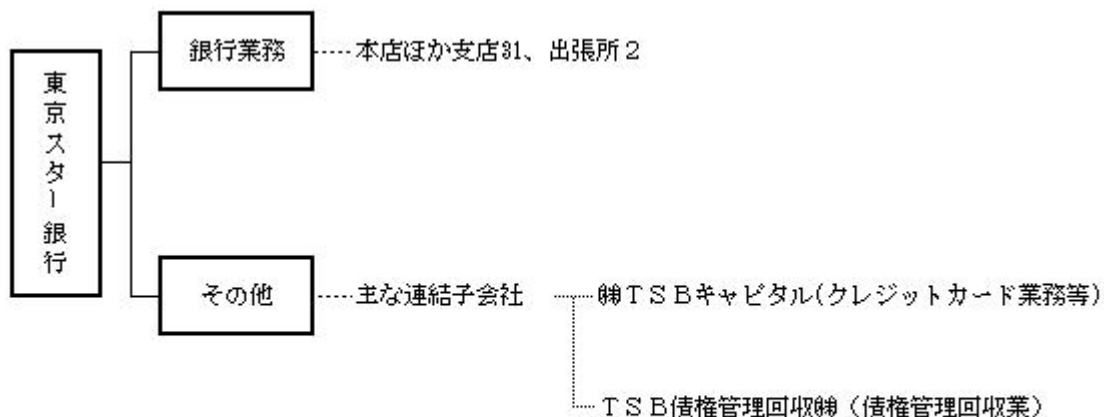 東京スター銀行
銀行業務
本店ほか支店31、出張所2
その他
主な連結子会社
㈱TSBキャピタル(クレジットカード業務等)
TSB債権管理回収㈱(債権管理回収業)